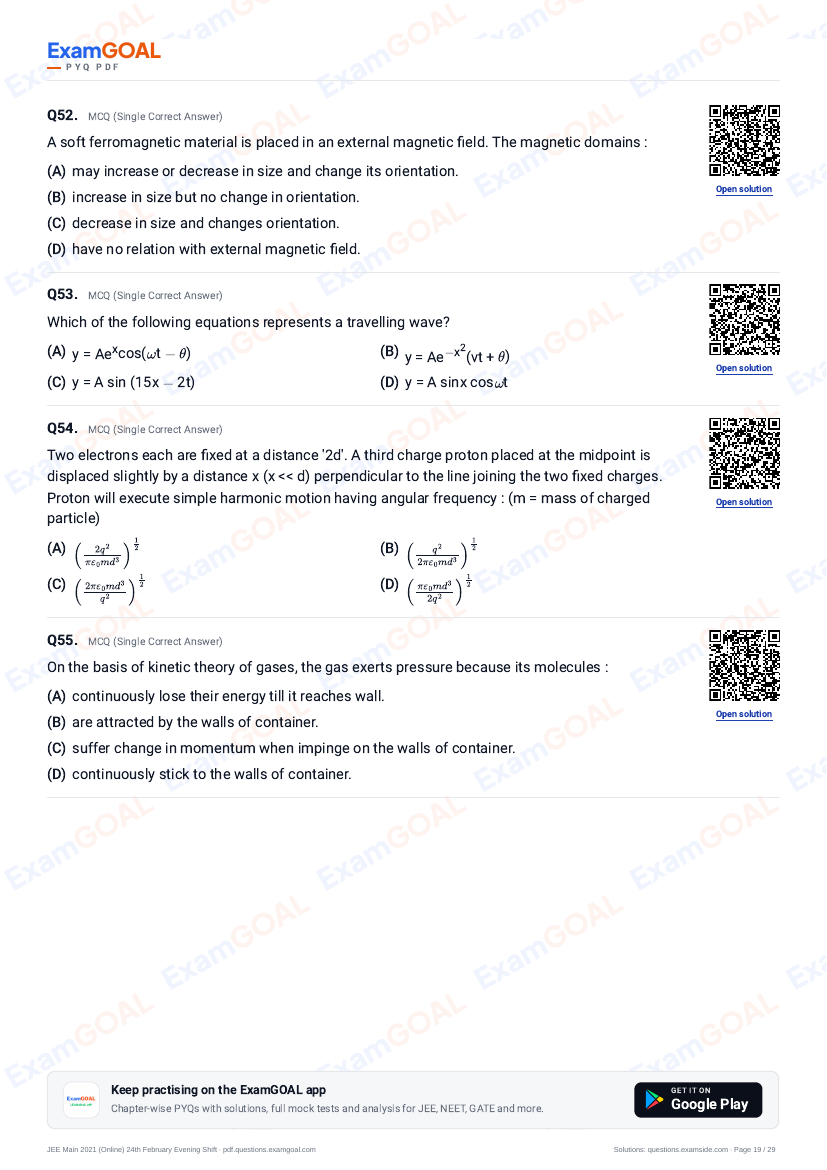 ExamGOAL
PYQ PDF
Q52. MCQ (Single Correct Answer)
A soft ferromagnetic material is placed in an external magnetic field. The magnetic domains :
(A) may increase or decrease in size and change its orientation.
(B) increase in size but no change in orientation.
(C) decrease in size and changes orientation.
(D) have no relation with external magnetic field.
Open solution
Q53. MCQ (Single Correct Answer)
Which of the following equations represents a travelling wave?
(A) y = Ae^x cos(ωt − θ) (B) y = Ae^{−x^2}(vt + θ)
(C) y = A sin (15x − 2t) (D) y = A sinx cosωt
Open solution
Q54. MCQ (Single Correct Answer)
Two electrons each are fixed at a distance '2d'. A third charge proton placed at the midpoint is
displaced slightly by a distance x (x << d) perpendicular to the line joining the two fixed charges.
Proton will execute simple harmonic motion having angular frequency : (m = mass of charged
particle)
(A) (2q²/πε₀md³)^{1/2} (B) (q²/2πε₀md³)^{1/2}
(C) (2πε₀md³/q²)^{1/2} (D) (πε₀md³/2q²)^{1/2}
Open solution
Q55. MCQ (Single Correct Answer)
On the basis of kinetic theory of gases, the gas exerts pressure because its molecules :
(A) continuously lose their energy till it reaches wall.
(B) are attracted by the walls of container.
(C) suffer change in momentum when impinge on the walls of container.
(D) continuously stick to the walls of container.
Open solution
ExamGOAL
Keep practising on the ExamGOAL app
Chapter-wise PYQs with solutions, full mock tests and analysis for JEE, NEET, GATE and more.
GET IT ON
Google Play
JEE Main 2021 (Online) 24th February Evening Shift · pdf.questions.examgoal.com
Solutions: questions.examside.com · Page 19 / 29